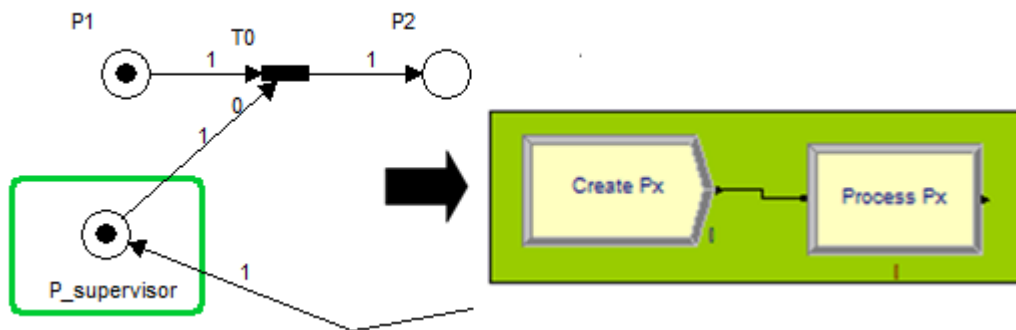 P1
T0
P2
1
1
0
1
P_supervisor
1
Create Px
Process Px